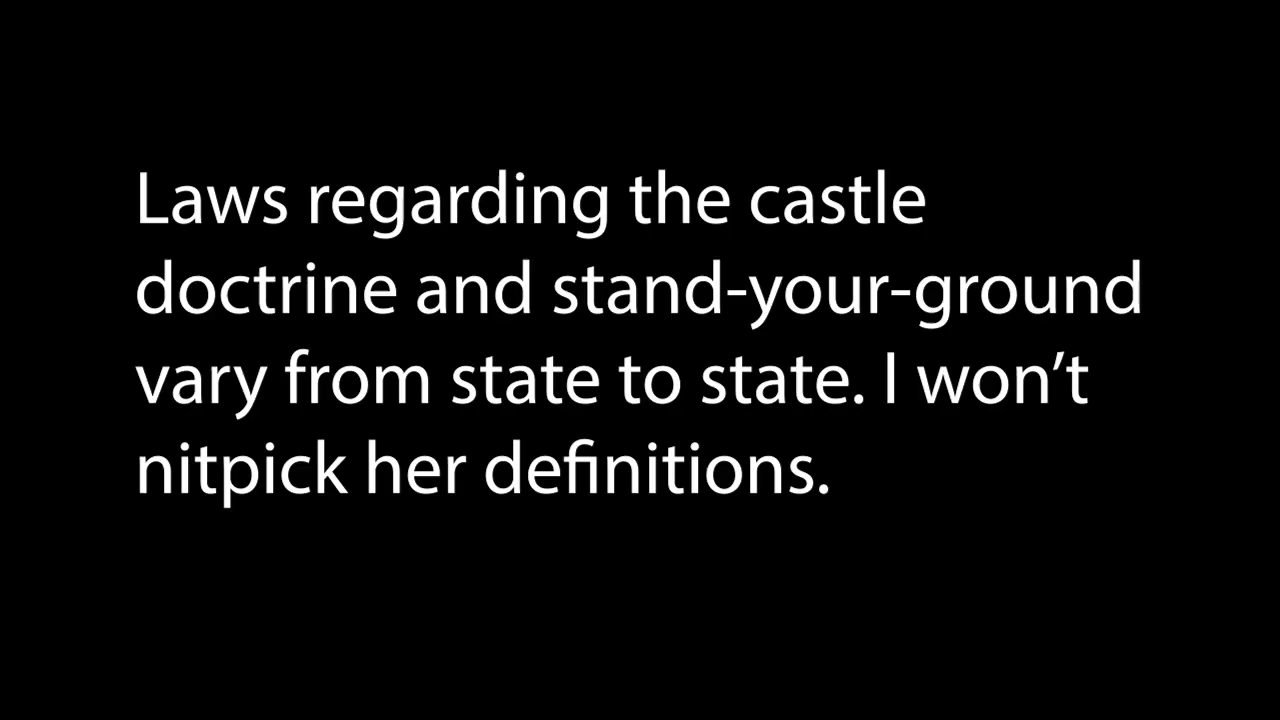 Laws regarding the castle
doctrine and stand-your-ground
vary from state to state. I won’t
nitpick her definitions.